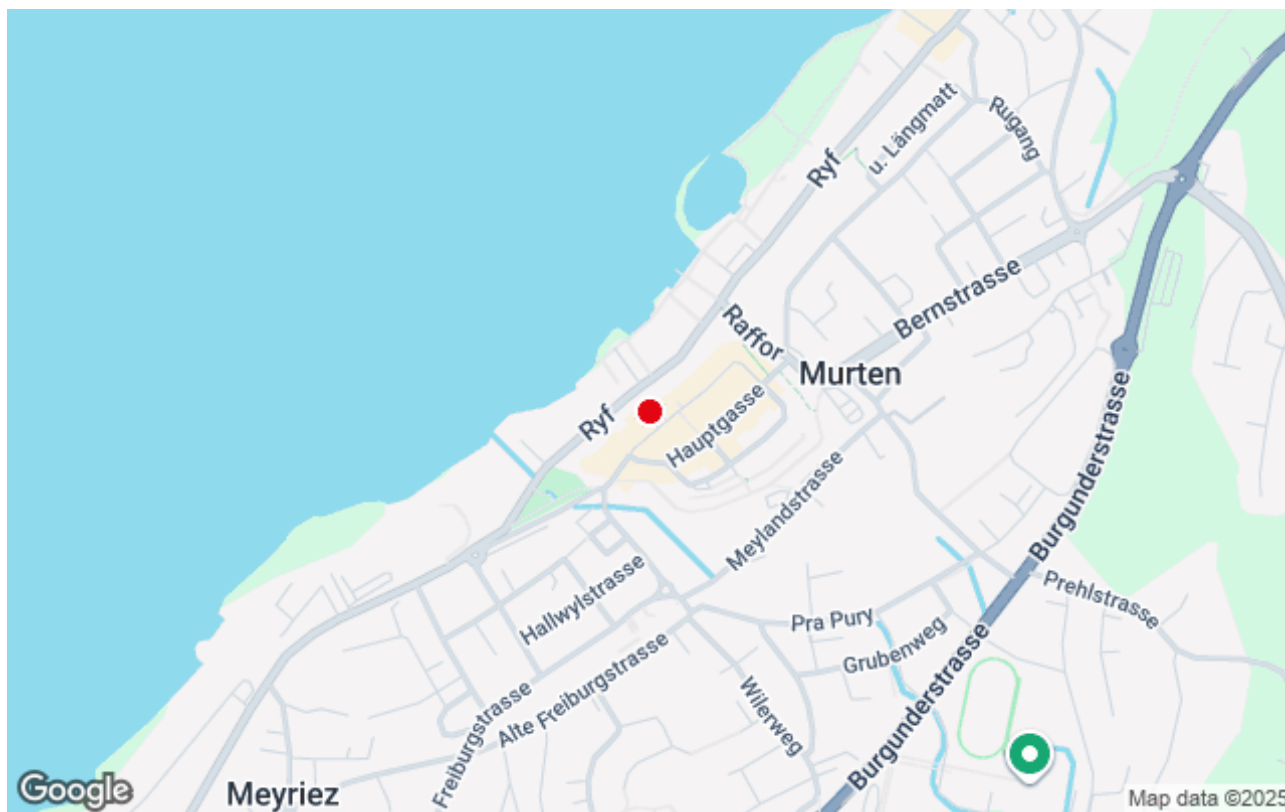 Ryf
u. Längmatt
Rugang
Bernstrasse
Raffor
Murten
Ryf
Hauptgasse
Meylandstrasse
Burgunderstrasse
Prehlstrasse
Hallwylstrasse
Pra Pury
Grubenweg
Freiburgstrasse
Alte Freiburgstrasse
Wilerweg
Burgunderstrasse
Meyriez
Google
Map data ©2025